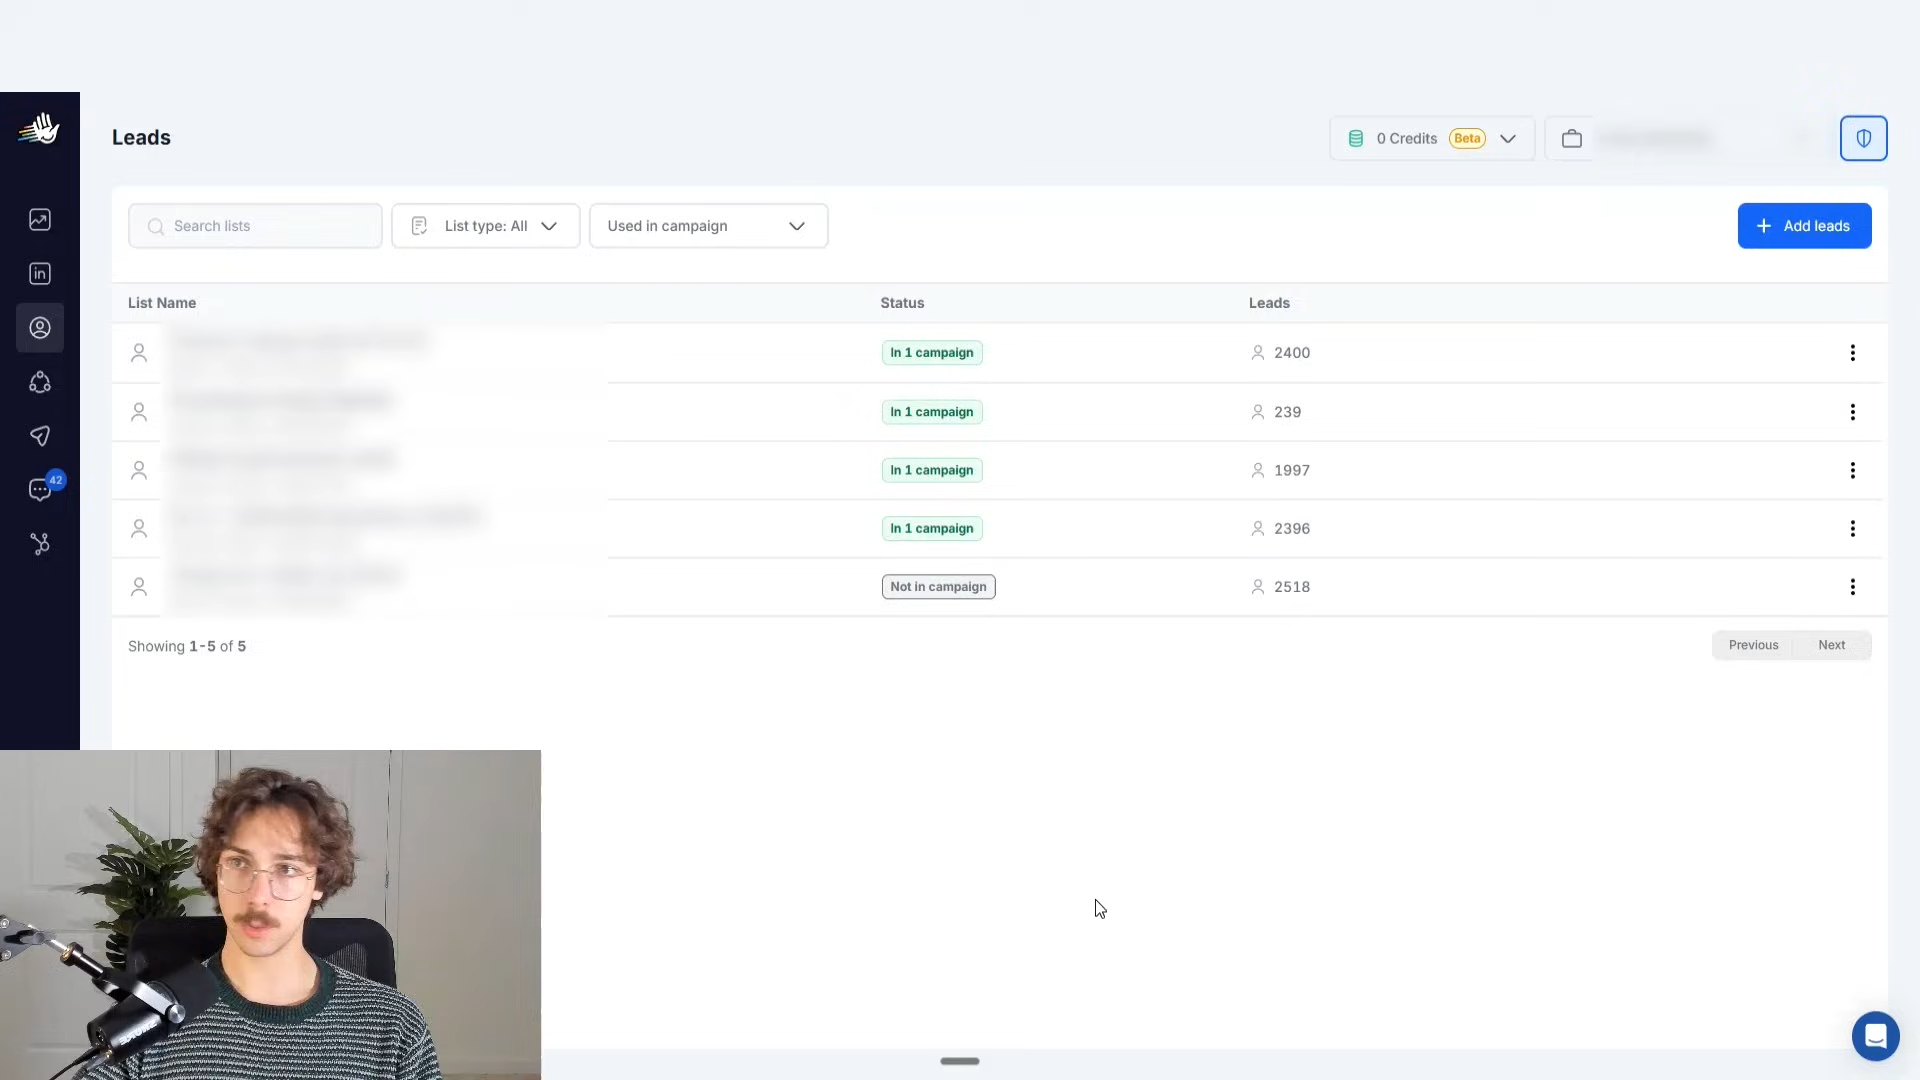 Leads
0 Credits Beta
Search lists
List type: All
Used in campaign
Add leads
List Name Status Leads
In 1 campaign 2400
In 1 campaign 239
In 1 campaign 1997
In 1 campaign 2396
Not in campaign 2518
42
Showing 1-5 of 5
Previous Next